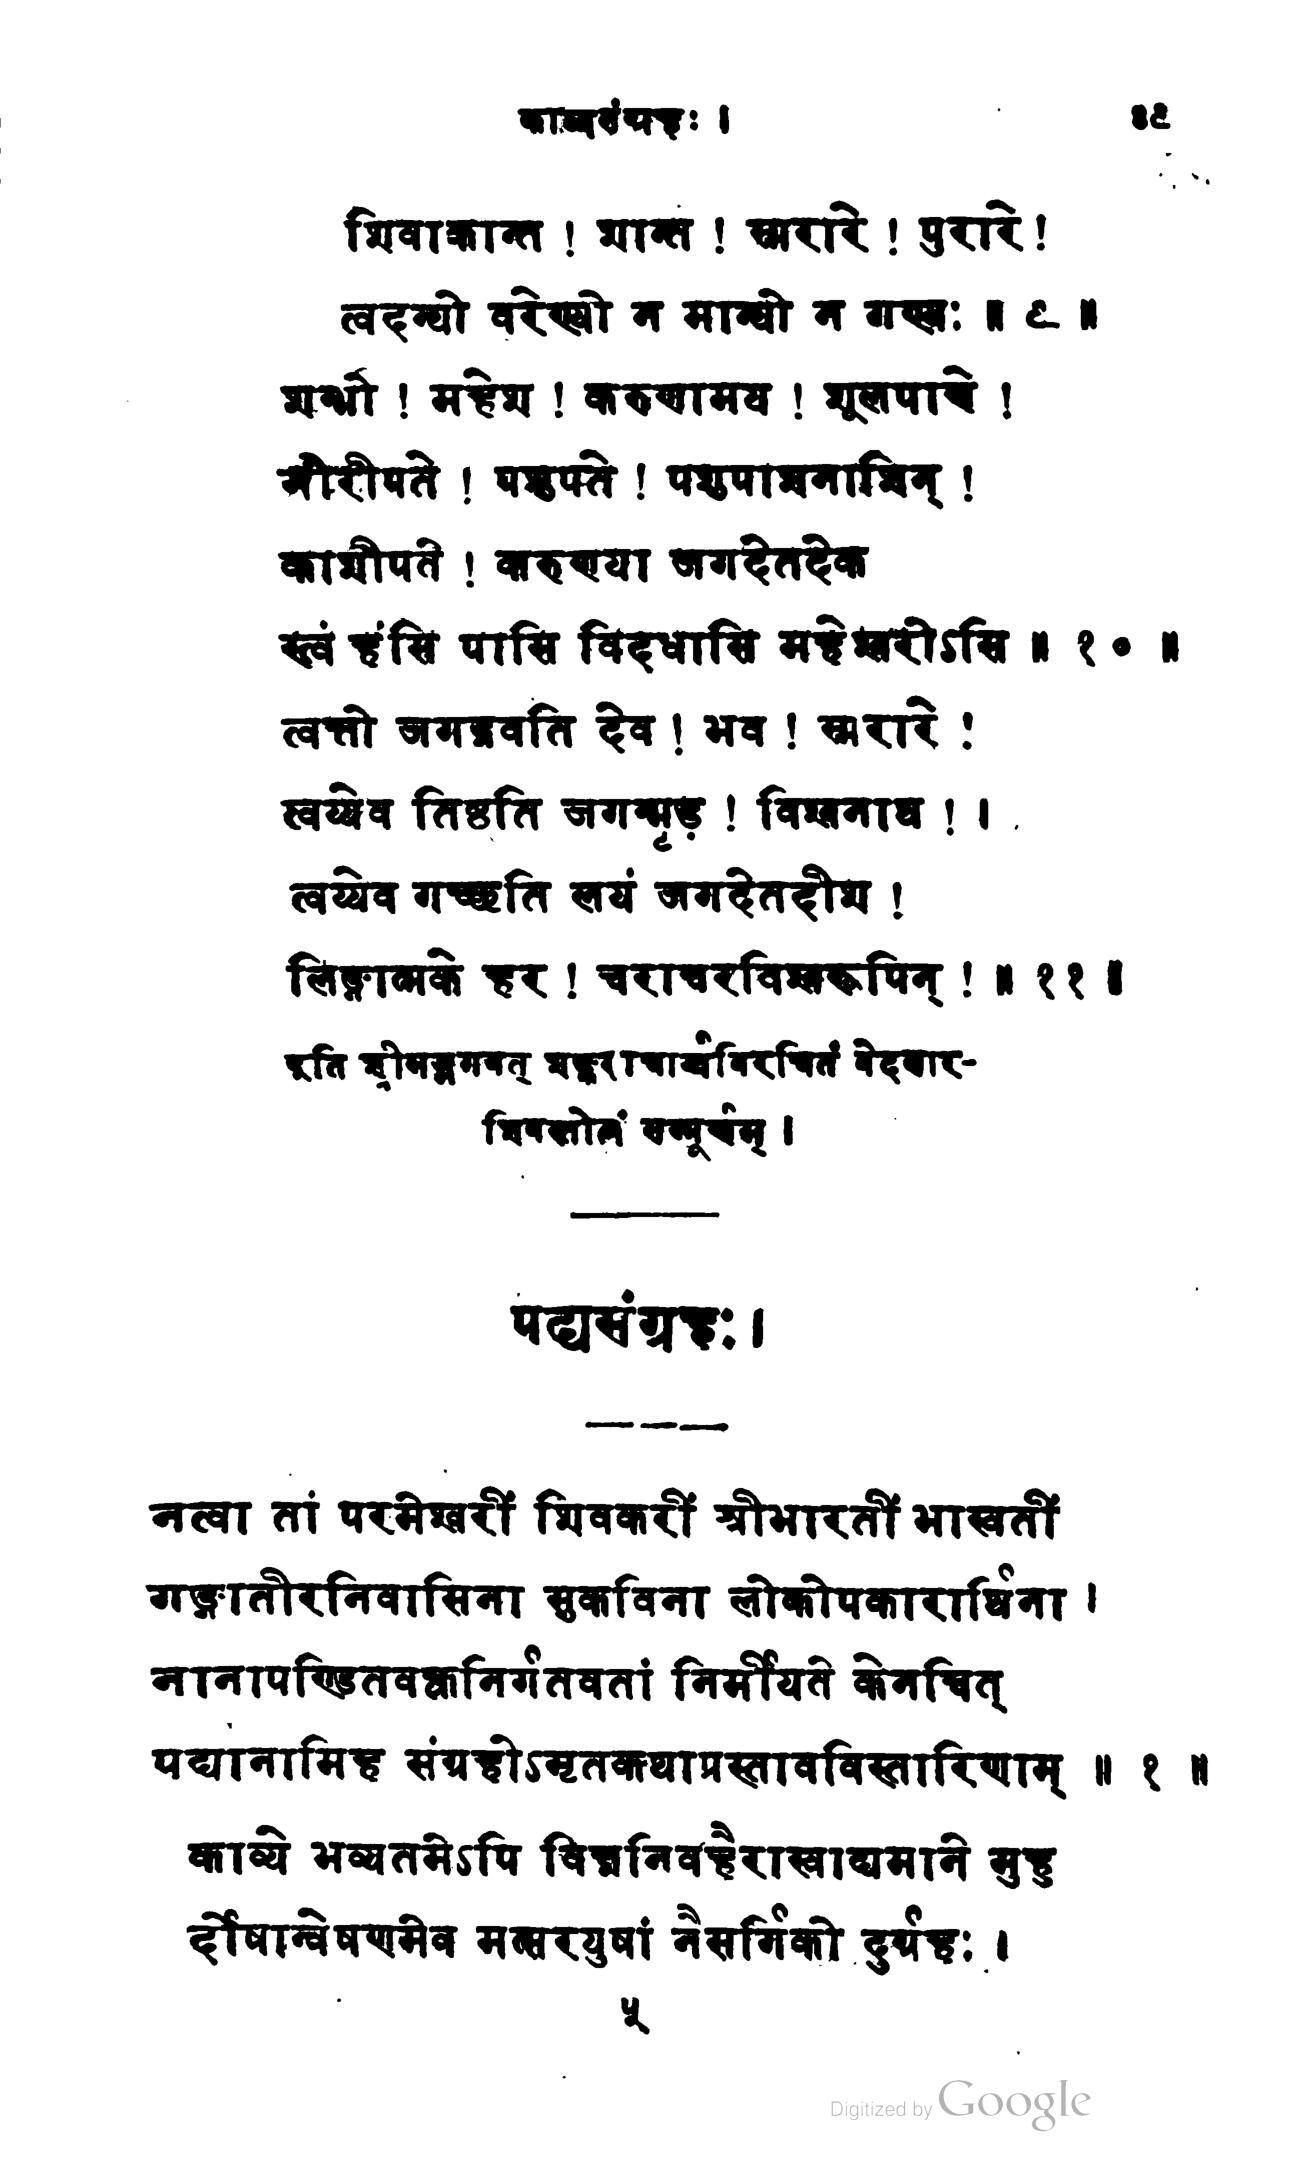 काव्यसंग्रहः । ४९
शिवाकान्त ! शान्त ! स्मरारे ! पुरारे !
त्वदन्यो वरेण्यो न मान्यो न गण्यः ॥ ९ ॥
शम्भो ! महेश ! करुणामय ! शूलपाणे !
गौरीपते ! पशुपते ! पशुपाशनाशिन् !
काशीपते ! करुणया जगदेतदेक
स्त्वं हंसि पासि विदधासि महेश्वरोऽसि ॥ १० ॥
त्वत्तो जगद्भवति देव ! भव ! स्मरारे !
त्वय्येव तिष्ठति जगन्मृड़ ! विश्वनाथ ! ।
त्वय्येव गच्छति लयं जगदेतदीश !
लिङ्गात्मके हर ! चराचरविश्वरूपिन् ! ॥ ११ ॥
इति श्रीमद्भगवत् शङ्कराचार्य्यविरचितं वेदसार-
शिवस्तोत्रं सम्पूर्णम् ।
पद्यसंग्रहः ।
नत्वा तां परमेश्वरीं शिवकरीं श्रीभारतीं भास्वतीं
गङ्गातीरनिवासिना सुकविना लोकोपकारार्थिना ।
नानापण्डितवक्त्रनिर्गतवतां निर्मीयते केनचित्
पद्यानामिह संग्रहोऽमृतकथाप्रस्तावविस्तारिणाम् ॥ १ ॥
काव्ये भव्यतमेऽपि विज्ञनिवहैरास्वाद्यमाने मुहु
र्दोषान्वेषणमेव मत्सरयुषां नैसर्गिको दुर्ग्रहः ।
५
Digitized by Google